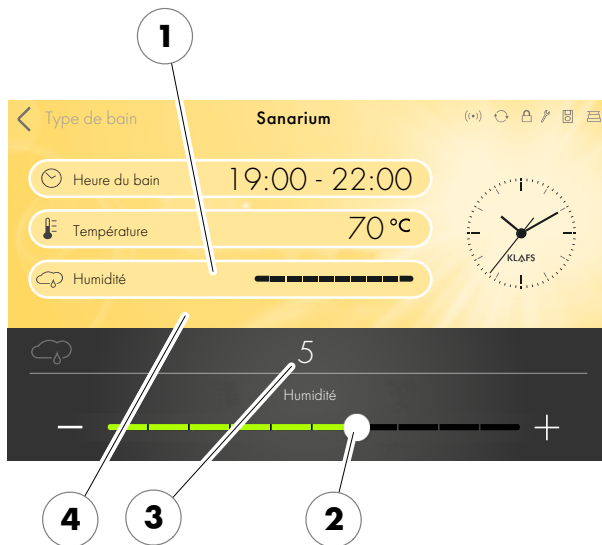 1
Type de bain Sanarium
Heure du bain 19:00 - 22:00
Température 70 °C
Humidité
KLAFS
5
Humidité
4 3 2